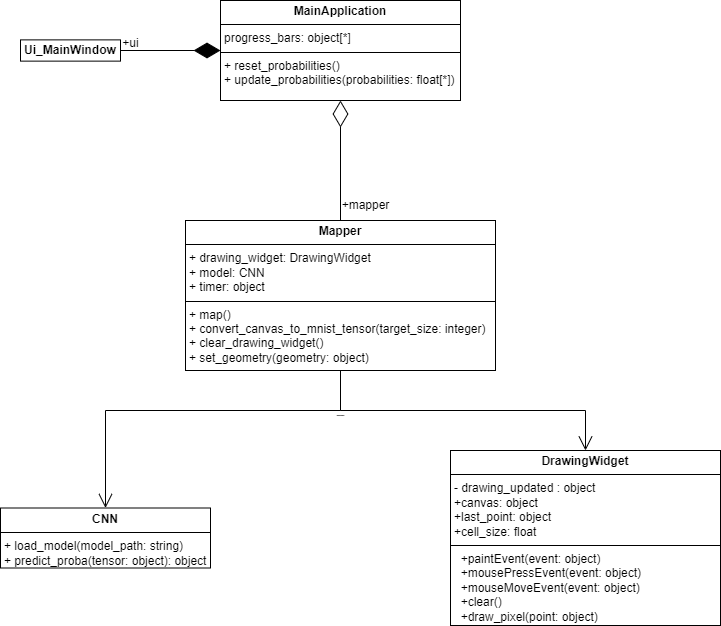 MainApplication
progress_bars: object[*]
+ reset_probabilities()
+ update_probabilities(probabilities: float[*])
Ui_MainWindow
+ui
+mapper
Mapper
+ drawing_widget: DrawingWidget
+ model: CNN
+ timer: object
+ map()
+ convert_canvas_to_mnist_tensor(target_size: integer)
+ clear_drawing_widget()
+ set_geometry(geometry: object)
CNN
+ load_model(model_path: string)
+ predict_proba(tensor: object): object
DrawingWidget
- drawing_updated : object
+canvas: object
+last_point: object
+cell_size: float
+paintEvent(event: object)
+mousePressEvent(event: object)
+mouseMoveEvent(event: object)
+clear()
+draw_pixel(point: object)